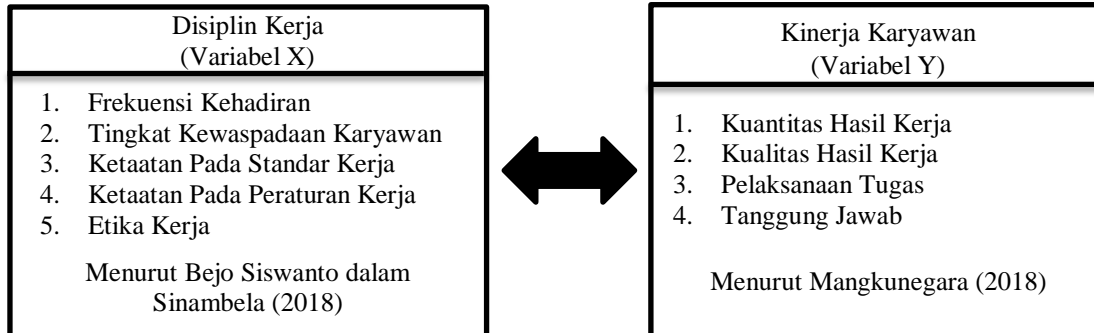 Disiplin Kerja
(Variabel X)
1. Frekuensi Kehadiran
2. Tingkat Kewaspadaan Karyawan
3. Ketaatan Pada Standar Kerja
4. Ketaatan Pada Peraturan Kerja
5. Etika Kerja
Menurut Bejo Siswanto dalam
Sinambela (2018)
Kinerja Karyawan
(Variabel Y)
1. Kuantitas Hasil Kerja
2. Kualitas Hasil Kerja
3. Pelaksanaan Tugas
4. Tanggung Jawab
Menurut Mangkunegara (2018)